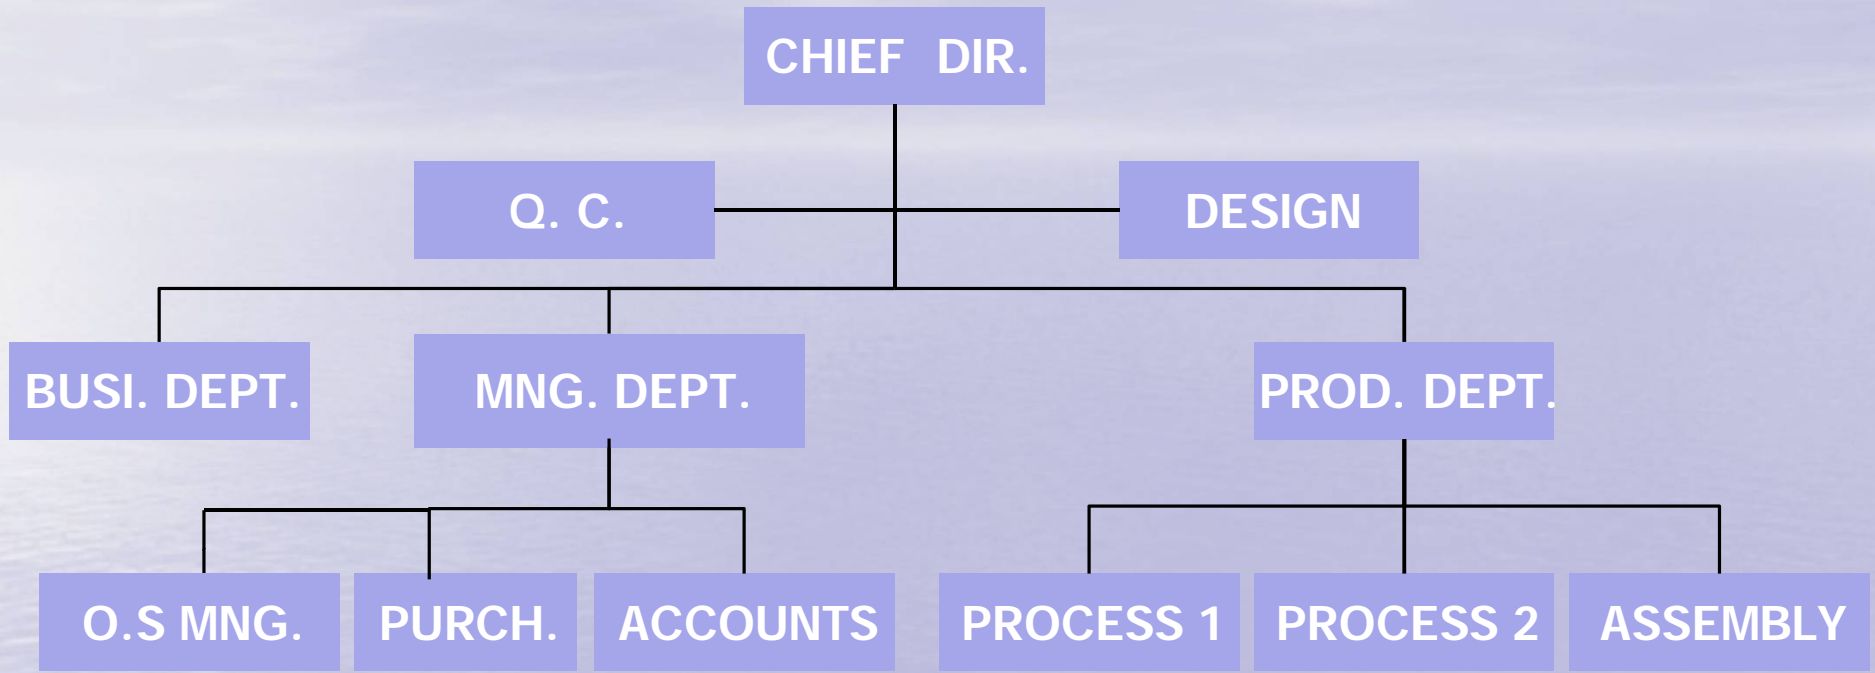 CHIEF DIR.
Q. C.
DESIGN
BUSI. DEPT.
MNG. DEPT.
PROD. DEPT.
O.S MNG.
PURCH.
ACCOUNTS
PROCESS 1
PROCESS 2
ASSEMBLY